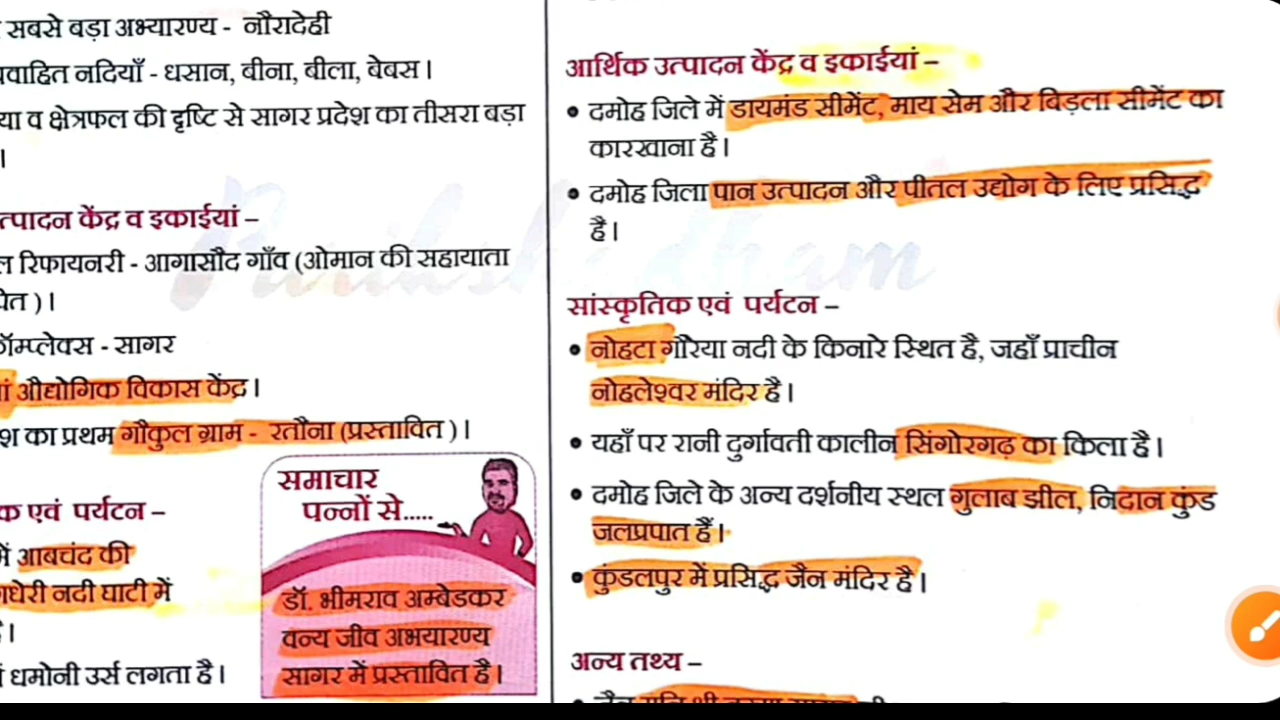 सबसे बड़ा अभ्यारण्य - नौरादेही
नदियाँ - धसान, बीना, बीला, बेबस।
व क्षेत्रफल की दृष्टि से सागर प्रदेश का तीसरा बड़ा
।
केंद्र व इकाईयां –
रिफायनरी - आगासौद गाँव (ओमान की सहायता
)।
- सागर
औद्योगिक विकास केंद्र।
का प्रथम गौकुल ग्राम - रतौना (प्रस्तावित)।
एवं पर्यटन –
में आबचंद की
नदी घाटी में
।
धमोनी उर्स लगता है।
समाचार
पन्नों से.....
डॉ. भीमराव अम्बेडकर
वन्य जीव अभयारण्य
सागर में प्रस्तावित है।
आर्थिक उत्पादन केंद्र व इकाईयां –
• दमोह जिले में डायमंड सीमेंट, माय सेम और बिड़ला सीमेंट का
कारखाना है।
• दमोह जिला पान उत्पादन और पीतल उद्योग के लिए प्रसिद्ध
है।
सांस्कृतिक एवं पर्यटन –
• नोहटा गौरैया नदी के किनारे स्थित है, जहाँ प्राचीन
नोहलेश्वर मंदिर है।
• यहाँ पर रानी दुर्गावती कालीन सिंगोरगढ़ का किला है।
• दमोह जिले के अन्य दर्शनीय स्थल गुलाब झील, निदान कुंड
जलप्रपात हैं।
• कुंडलपुर में प्रसिद्ध जैन मंदिर है।
अन्य तथ्य –